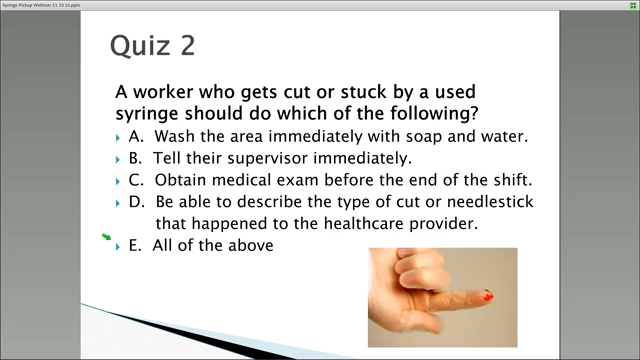 Syringe Pickup Webinar 11 23 15.pptx
Quiz 2
A worker who gets cut or stuck by a used
syringe should do which of the following?
A. Wash the area immediately with soap and water.
B. Tell their supervisor immediately.
C. Obtain medical exam before the end of the shift.
D. Be able to describe the type of cut or needlestick
that happened to the healthcare provider.
E. All of the above